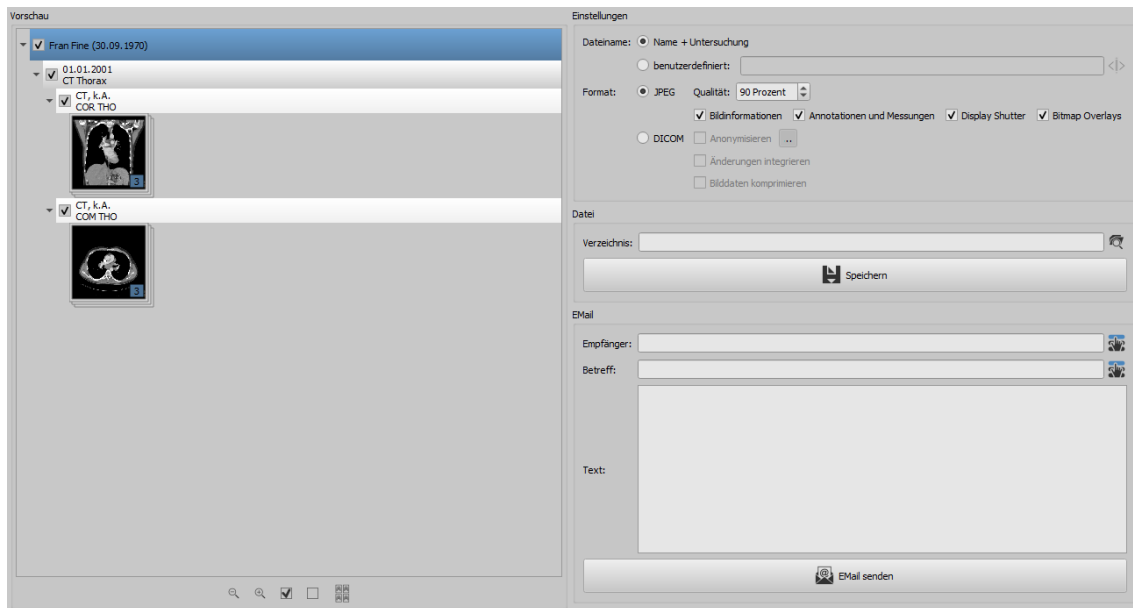 Vorschau
Fran Fine (30.09.1970)
01.01.2001
CT Thorax
CT, k.A.
COR THO
3
CT, k.A.
COM THO
3
Einstellungen
Dateiname: Name + Untersuchung
benutzerdefiniert:
Format: JPEG Qualität: 90 Prozent
Bildinformationen Annotationen und Messungen Display Shutter Bitmap Overlays
DICOM Anonymisieren ..
Änderungen integrieren
Bilddaten komprimieren
Datei
Verzeichnis:
Speichern
EMail
Empfänger:
Betreff:
Text:
EMail senden